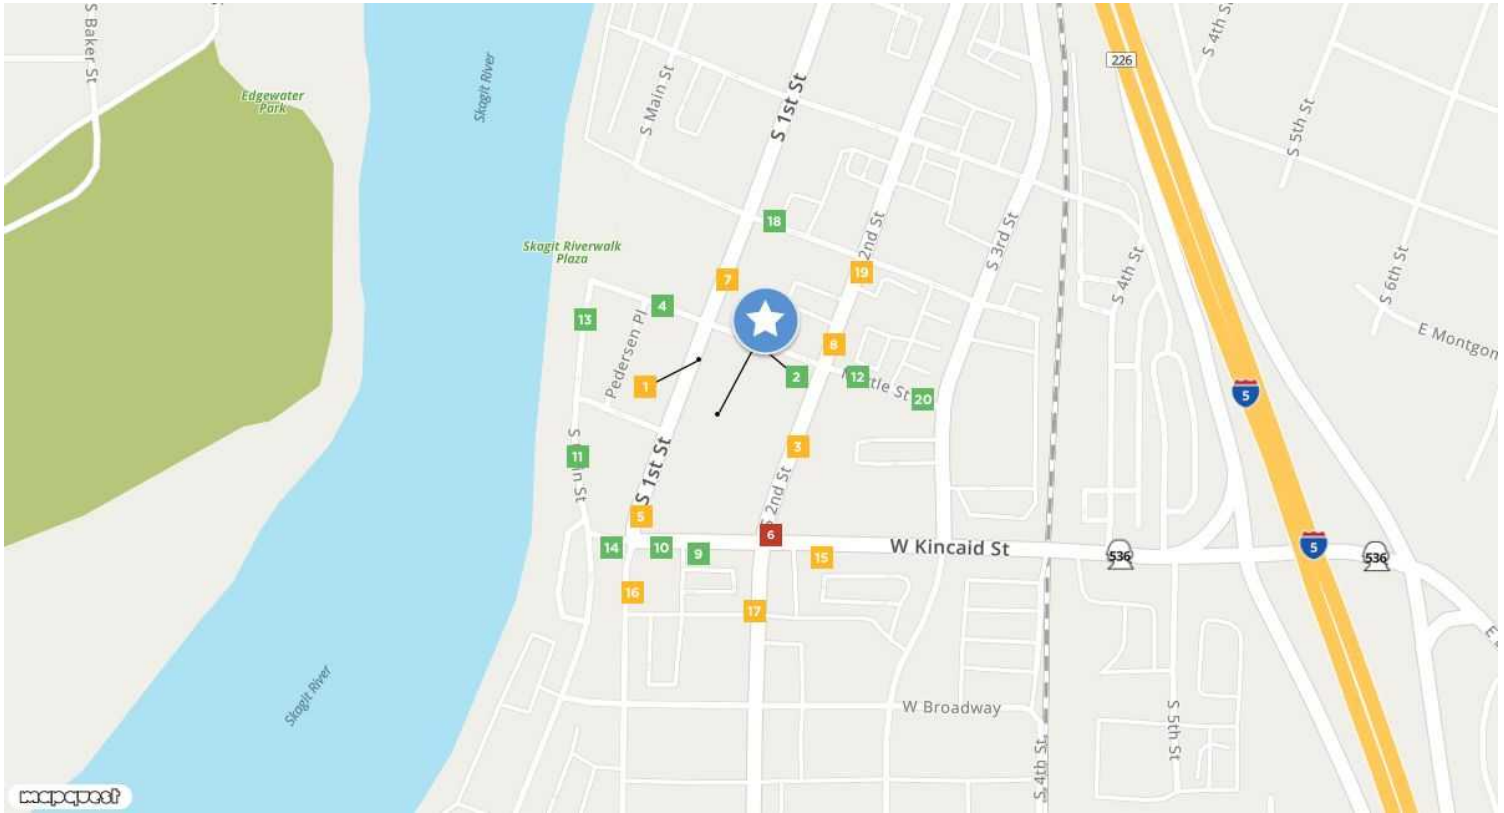 S Baker St
Edgewater
Park
Skagit River
S Main St
S 1st St
226
S 4th S
S 5th St
18
2nd St
S 3rd St
Skagit Riverwalk
Plaza
7
19
S 4th St
S 6th St
4
13
Pedersen Pl
8
E Montgom
1
2
12
tle St
20
5
3
S 1st St
11
S in St
5
S 2nd St
6
14
10
9
15
W Kincaid St
536
5
536
16
17
Skagit River
W Broadway
S 5th St
S 4th St
mapquest